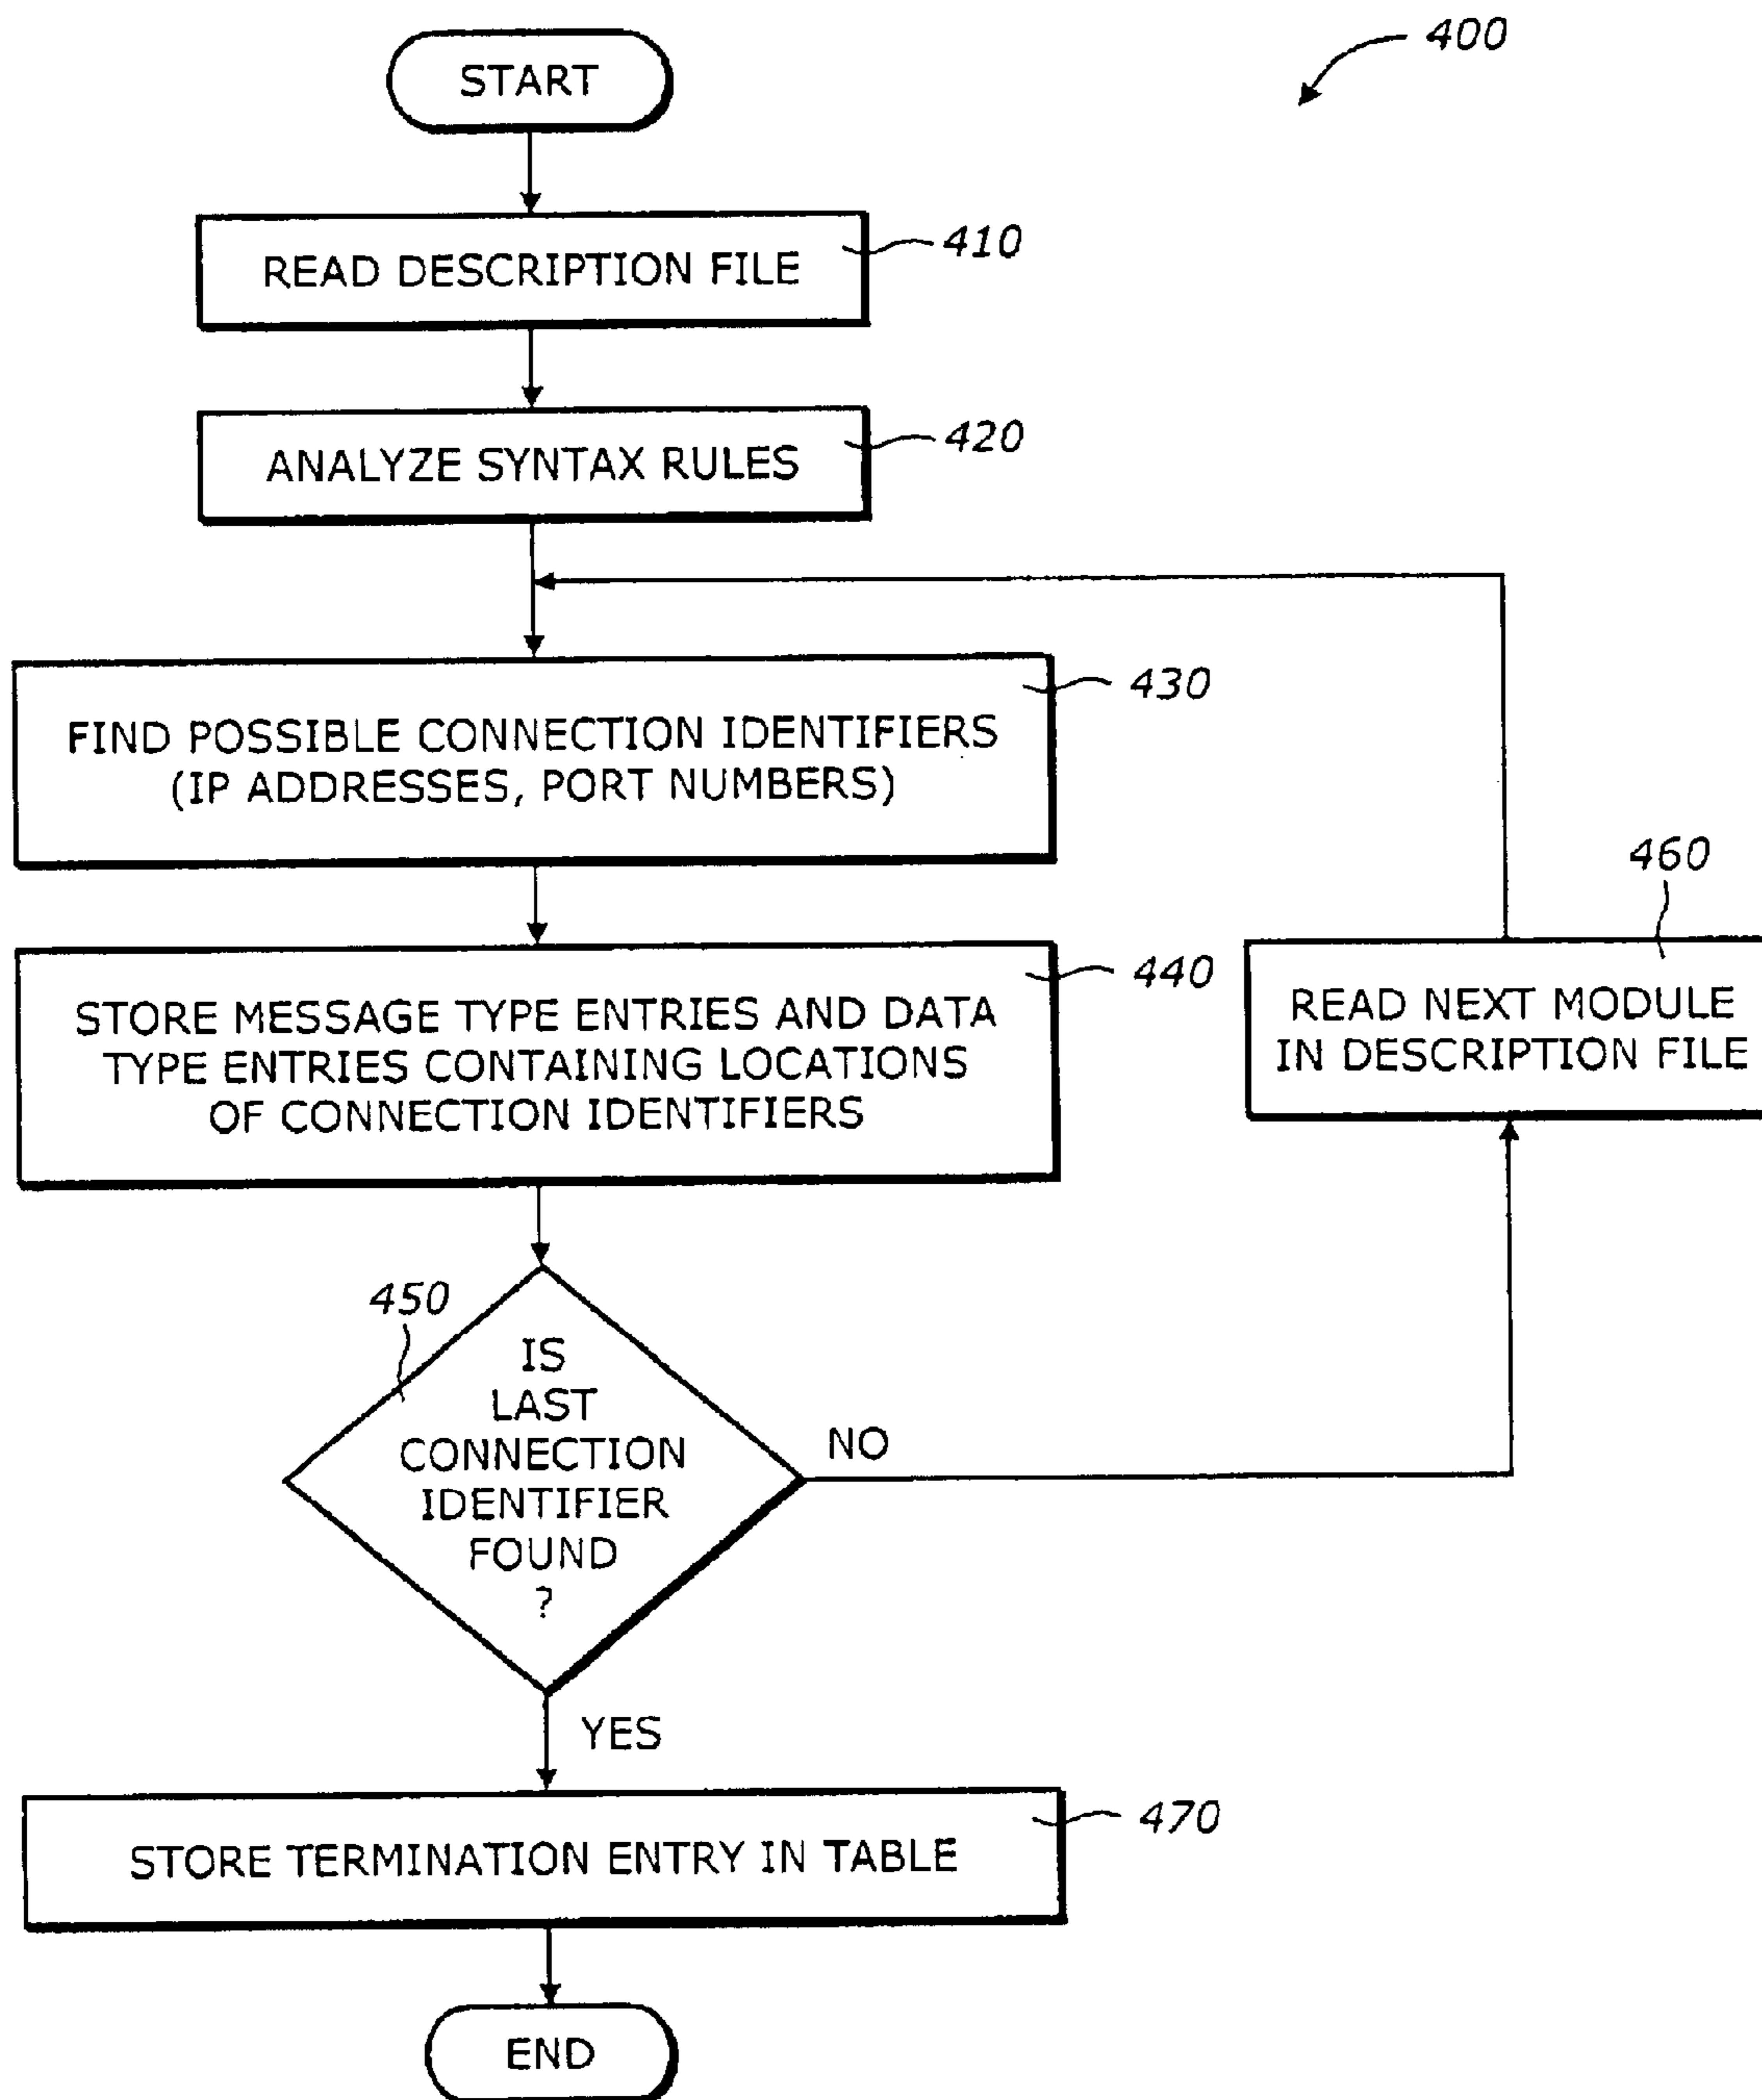 400
START
READ DESCRIPTION FILE
410
ANALYZE SYNTAX RULES
420
430
FIND POSSIBLE CONNECTION IDENTIFIERS
(IP ADDRESSES, PORT NUMBERS)
440
STORE MESSAGE TYPE ENTRIES AND DATA
TYPE ENTRIES CONTAINING LOCATIONS
OF CONNECTION IDENTIFIERS
460
READ NEXT MODULE
IN DESCRIPTION FILE
450
IS
LAST
CONNECTION
IDENTIFIER
FOUND
?
NO
YES
470
STORE TERMINATION ENTRY IN TABLE
END